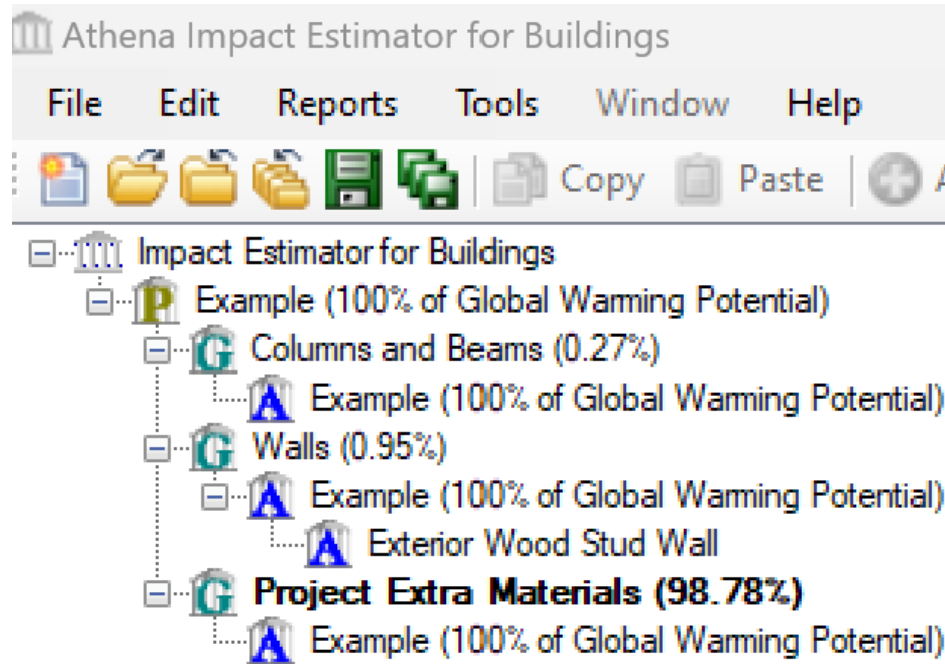 Athena Impact Estimator for Buildings
File Edit Reports Tools Window Help
Copy Paste
Impact Estimator for Buildings
P Example (100% of Global Warming Potential)
G Columns and Beams (0.27%)
A Example (100% of Global Warming Potential)
G Walls (0.95%)
A Example (100% of Global Warming Potential)
A Exterior Wood Stud Wall
G Project Extra Materials (98.78%)
A Example (100% of Global Warming Potential)